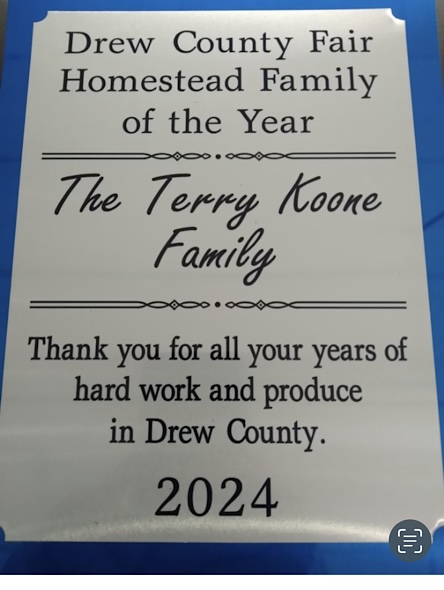 Drew County Fair
Homestead Family
of the Year
The Terry Koone
Family
Thank you for all your years of
hard work and produce
in Drew County.
2024